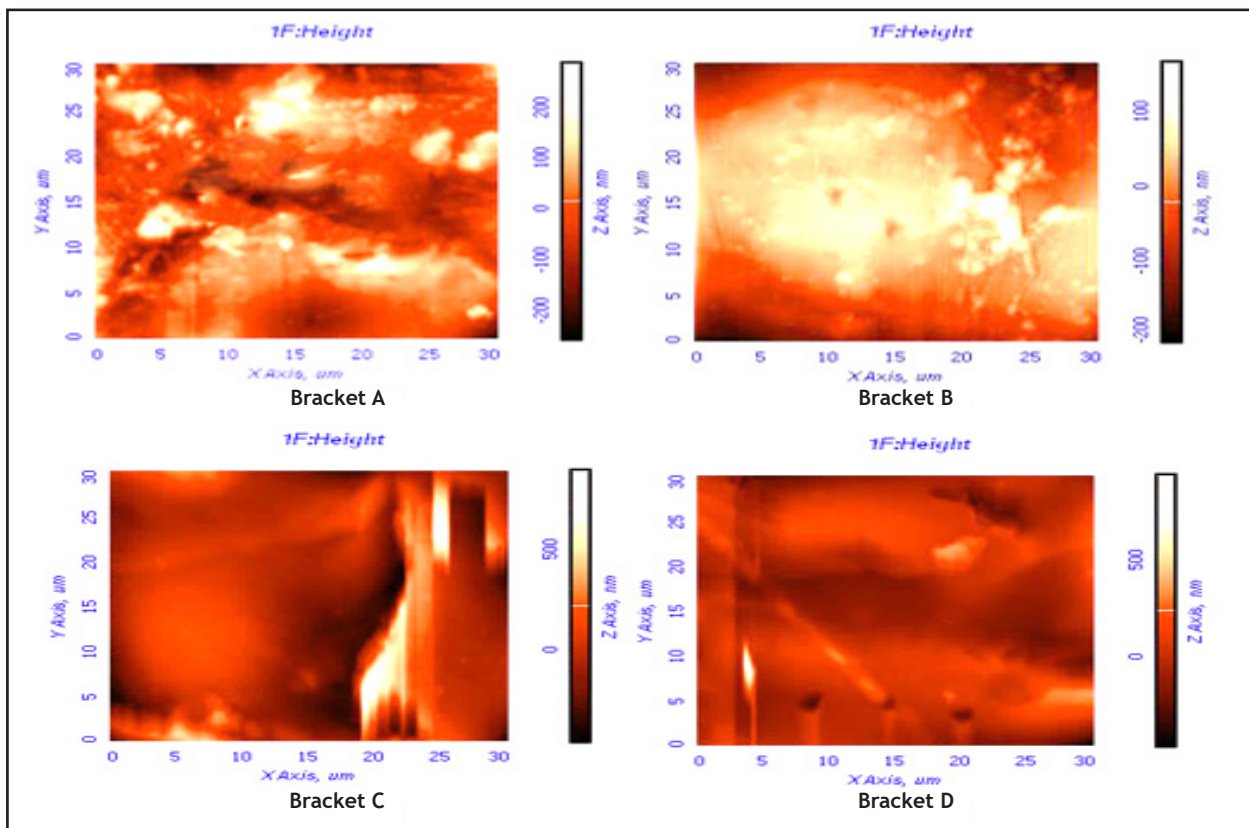 1F:Height
1F:Height
30
25
20
15
10
5
0
Y Axis, um
0 5 10 15 20 25 30
X Axis, um
200
100
0
-100
-200
Z Axis, nm
Bracket A
30
25
20
15
10
5
0
Y Axis, um
0 5 10 15 20 25 30
X Axis, um
100
0
-100
-200
Z Axis, nm
Bracket B
1F:Height
1F:Height
30
25
20
15
10
5
0
Y Axis, um
0 5 10 15 20 25 30
X Axis, um
500
0
Z Axis, nm
Bracket C
30
25
20
15
10
5
0
Y Axis, um
0 5 10 15 20 25 30
X Axis, um
500
0
Z Axis, nm
Bracket D